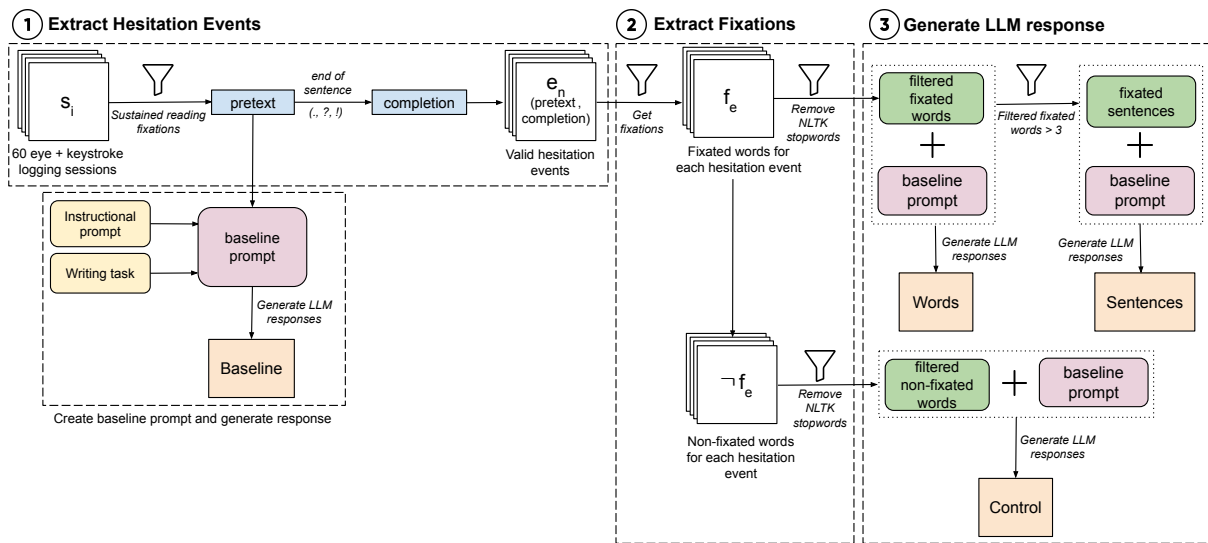 1 Extract Hesitation Events
s_i
60 eye + keystroke
logging sessions
Sustained reading
fixations
pretext
end of
sentence
(., ?, !)
completion
e_n
(pretext ,
completion)
Valid hesitation
events
Instructional
prompt
Writing task
baseline
prompt
Generate LLM
responses
Baseline
Create baseline prompt and generate response
2 Extract Fixations
Get
fixations
f_e
Fixated words for
each hesitation event
Remove
NLTK
stopwords
¬f_e
Non-fixated words
for each hesitation
event
Remove
NLTK
stopwords
3 Generate LLM response
filtered
fixated
words
+
baseline
prompt
Filtered fixated
words > 3
fixated
sentences
+
baseline
prompt
Generate LLM
responses
Words
Generate LLM
responses
Sentences
filtered
non-fixated
words
+
baseline
prompt
Generate LLM
responses
Control